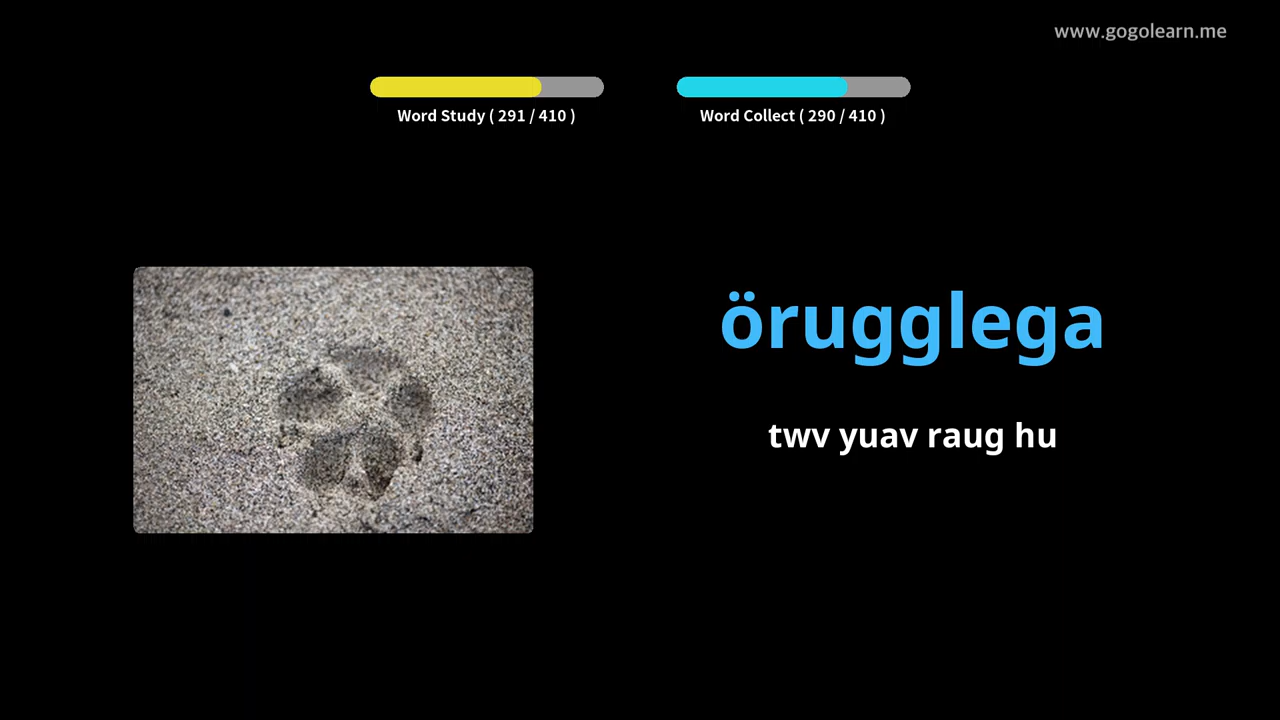 www.gogolearn.me
Word Study ( 291 / 410 )
Word Collect ( 290 / 410 )
örugglega
twv yuav raug hu